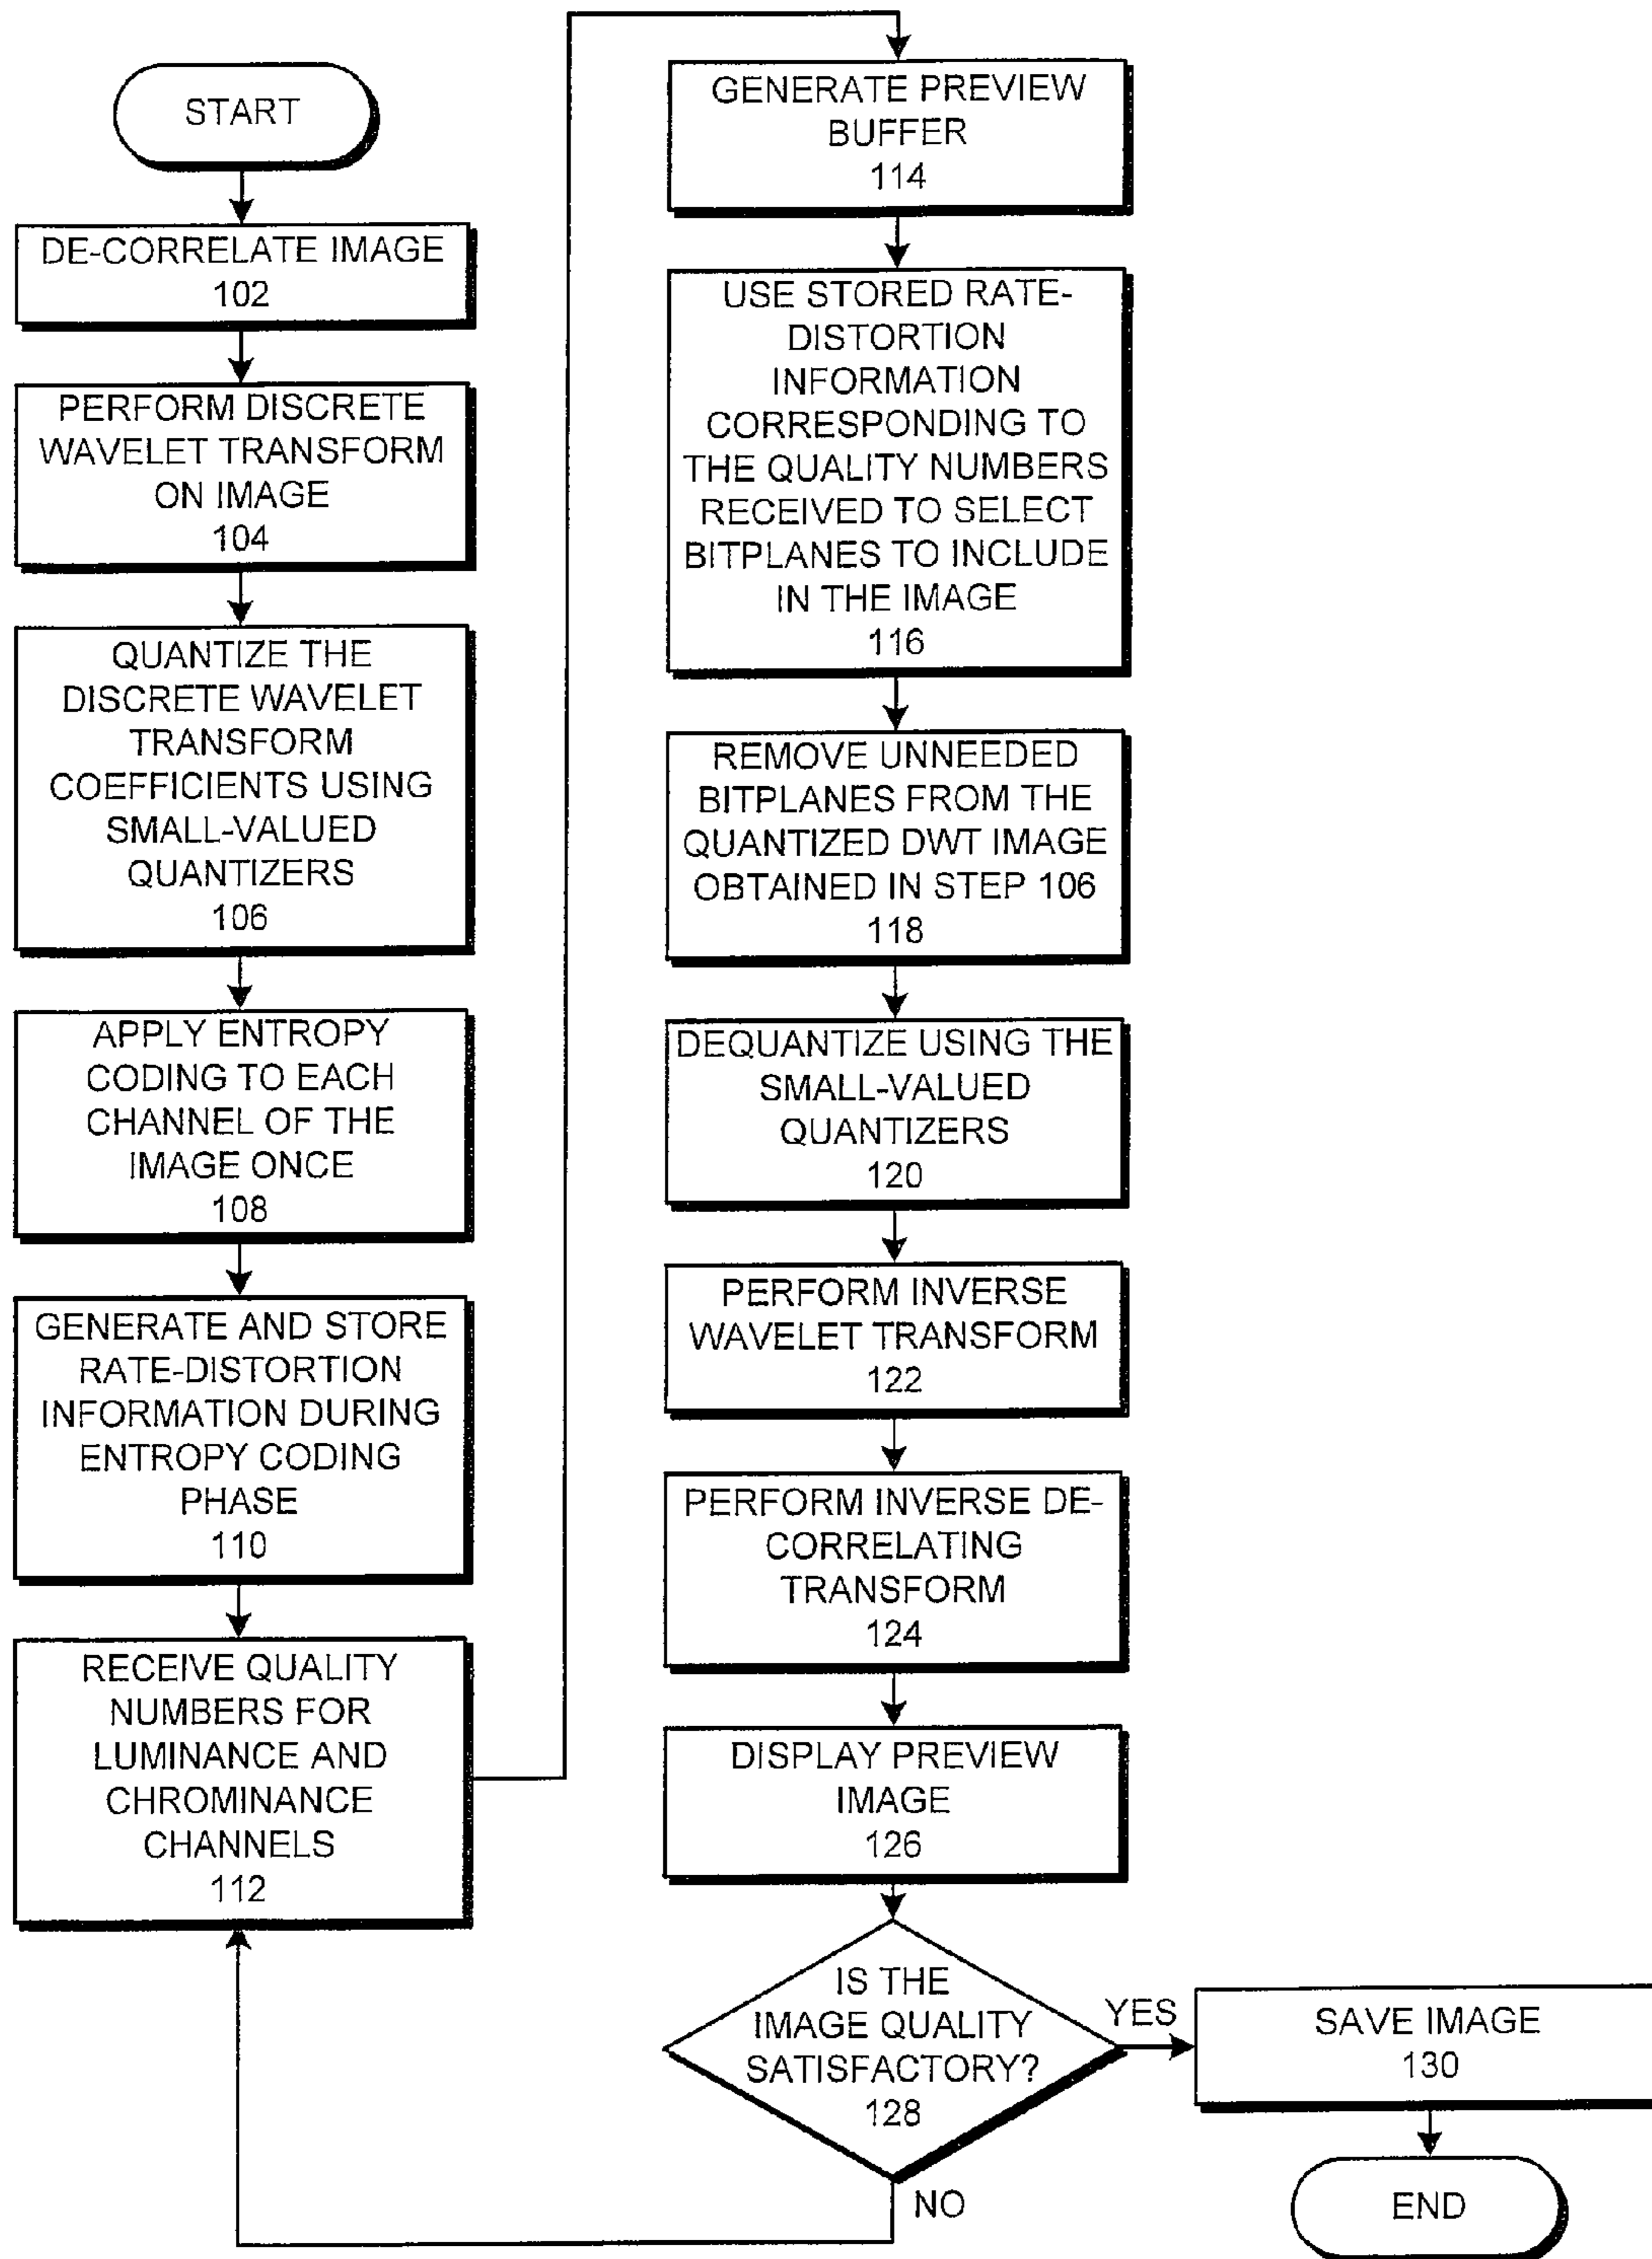 START
DE-CORRELATE IMAGE
102
PERFORM DISCRETE
WAVELET TRANSFORM
ON IMAGE
104
QUANTIZE THE
DISCRETE WAVELET
TRANSFORM
COEFFICIENTS USING
SMALL-VALUED
QUANTIZERS
106
APPLY ENTROPY
CODING TO EACH
CHANNEL OF THE
IMAGE ONCE
108
GENERATE AND STORE
RATE-DISTORTION
INFORMATION DURING
ENTROPY CODING
PHASE
110
RECEIVE QUALITY
NUMBERS FOR
LUMINANCE AND
CHROMINANCE
CHANNELS
112
GENERATE PREVIEW
BUFFER
114
USE STORED RATE-
DISTORTION
INFORMATION
CORRESPONDING TO
THE QUALITY NUMBERS
RECEIVED TO SELECT
BITPLANES TO INCLUDE
IN THE IMAGE
116
REMOVE UNNEEDED
BITPLANES FROM THE
QUANTIZED DWT IMAGE
OBTAINED IN STEP 106
118
DEQUANTIZE USING THE
SMALL-VALUED
QUANTIZERS
120
PERFORM INVERSE
WAVELET TRANSFORM
122
PERFORM INVERSE DE-
CORRELATING
TRANSFORM
124
DISPLAY PREVIEW
IMAGE
126
IS THE
IMAGE QUALITY
SATISFACTORY?
128
YES
NO
SAVE IMAGE
130
END